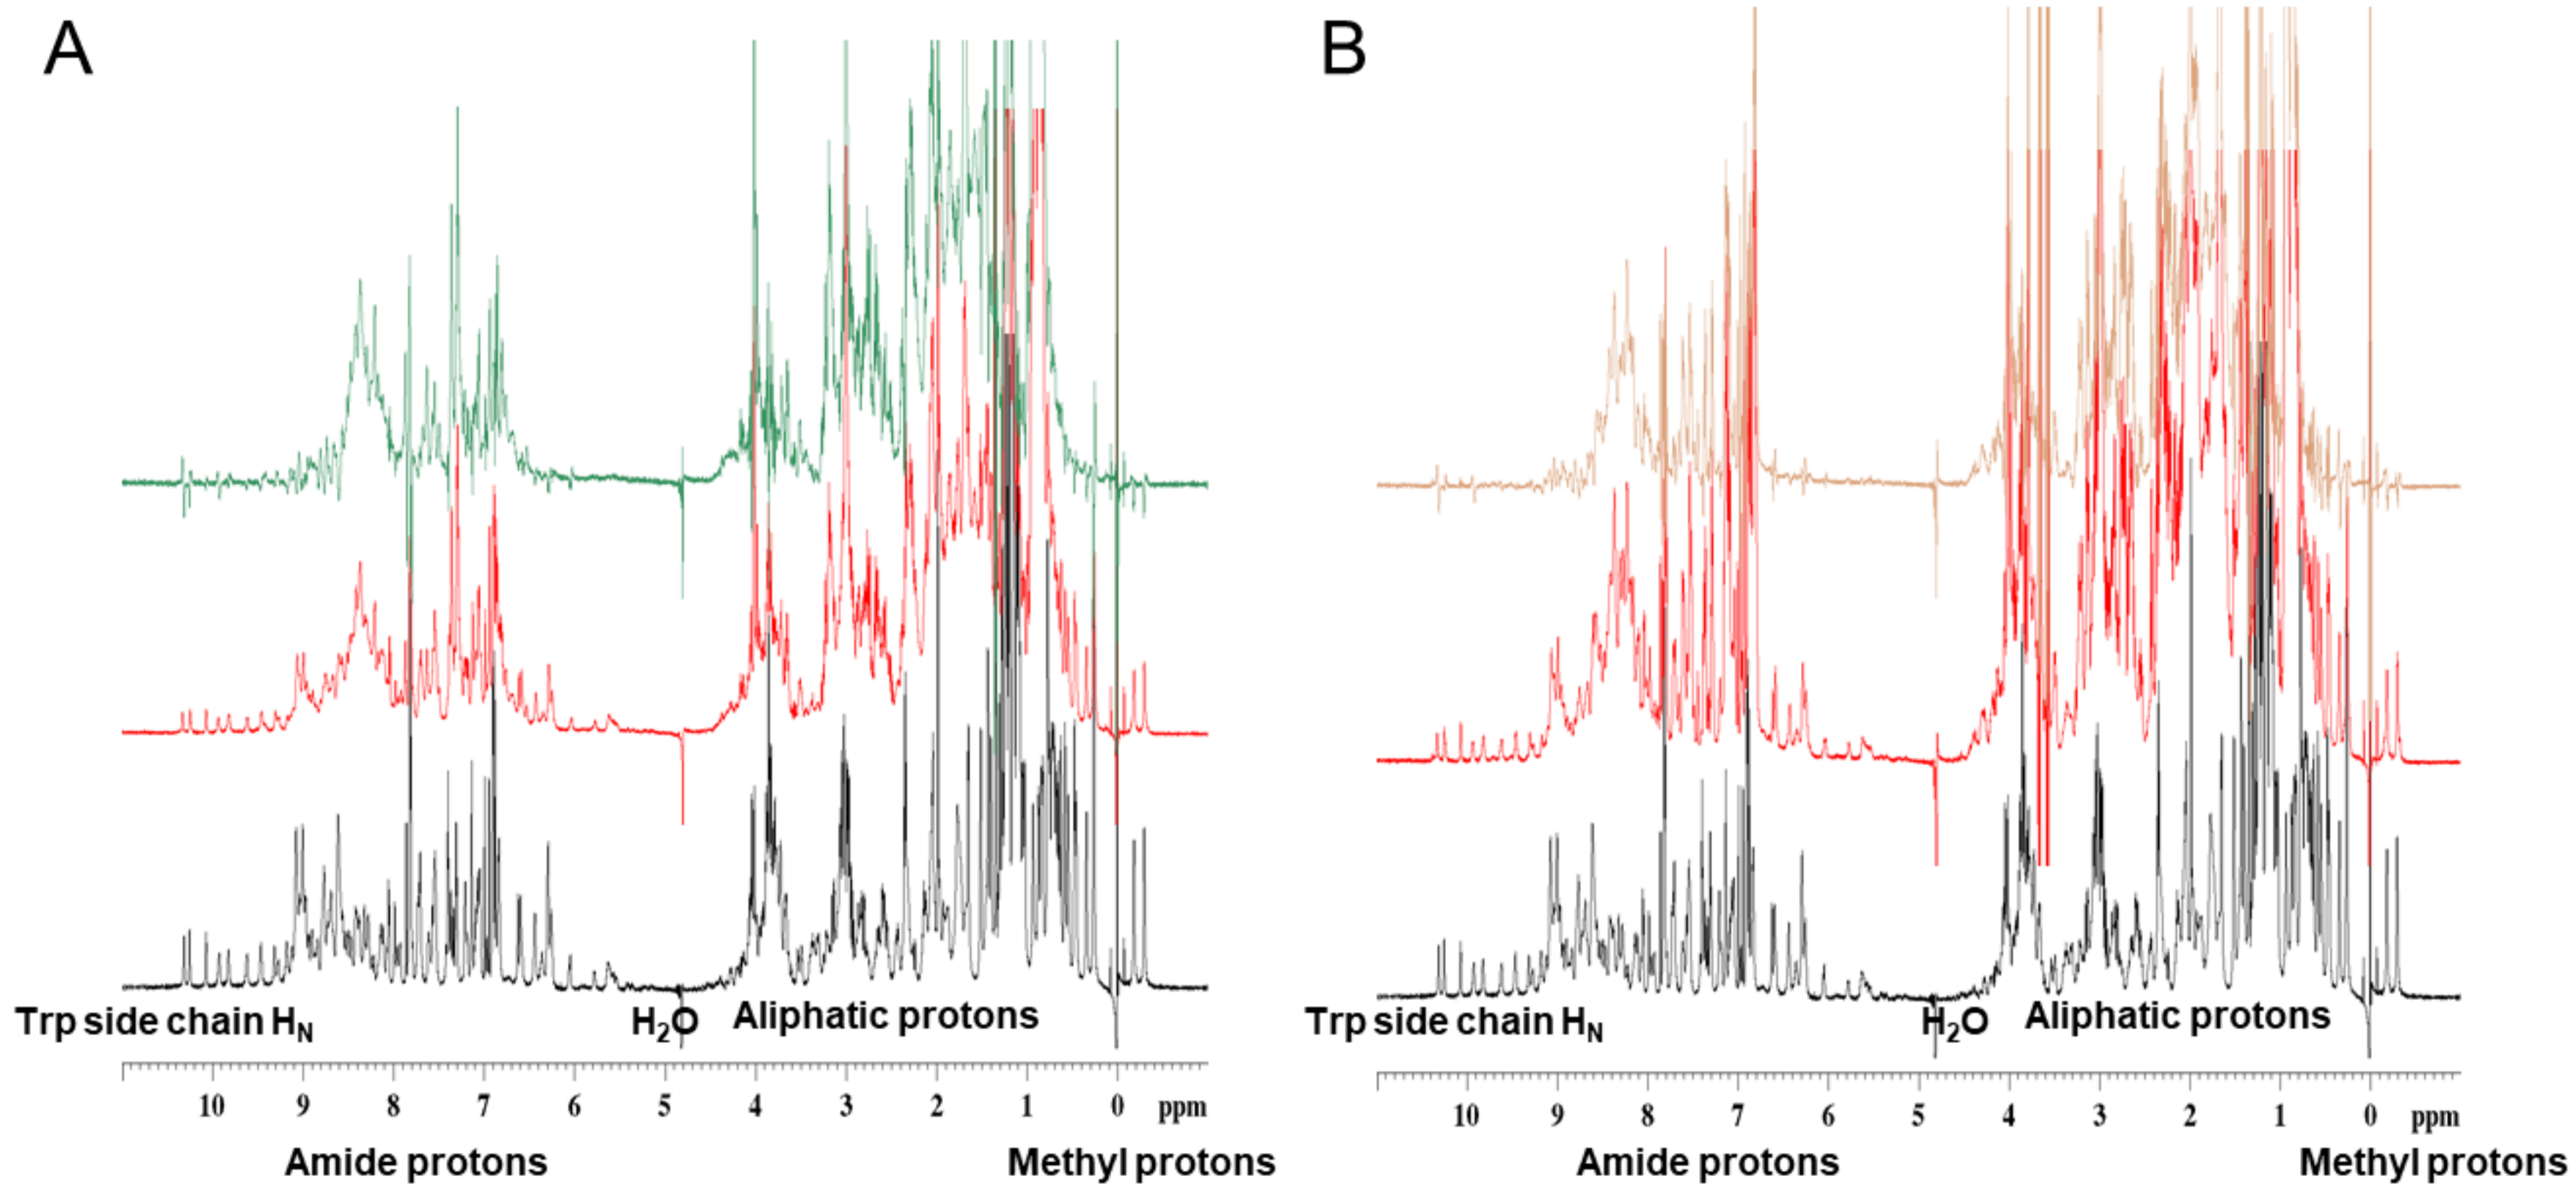 A
B
Trp side chain HN
H2O
Aliphatic protons
Trp side chain HN
H2O
Aliphatic protons
10 9 8 7 6 5 4 3 2 1 0 ppm
10 9 8 7 6 5 4 3 2 1 0 ppm
Amide protons
Methyl protons
Amide protons
Methyl protons